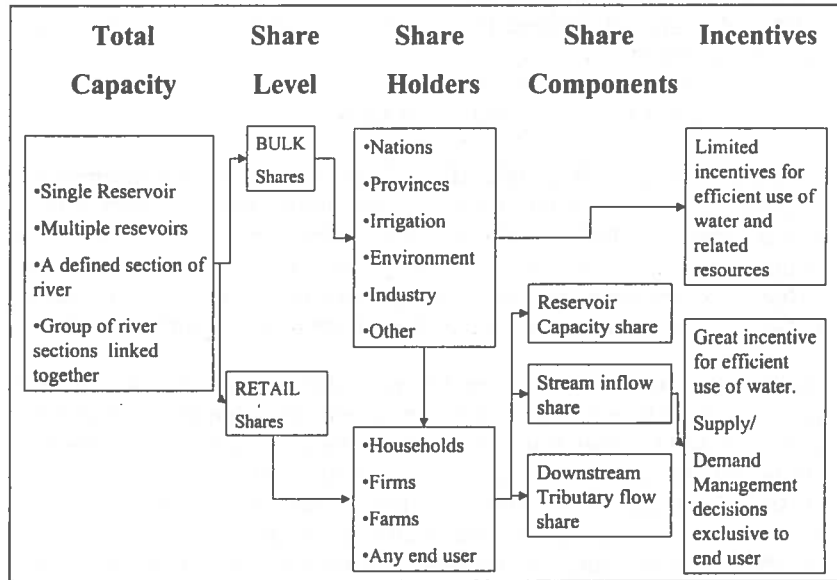 Total
Capacity
Share
Level
Share
Holders
Share
Components
Incentives
•Single Reservoir
•Multiple resevoirs
•A defined section of
river
•Group of river
sections linked
together
BULK
Shares
RETAIL
Shares
•Nations
•Provinces
•Irrigation
•Environment
•Industry
•Other
•Households
•Firms
•Farms
•Any end user
Reservoir
Capacity share
Stream inflow
share
Downstream
Tributary flow
share
Limited
incentives for
efficient use of
water and
related
resources
Great incentive
for efficient
use of water.
Supply/
Demand
Management
decisions
exclusive to
end user